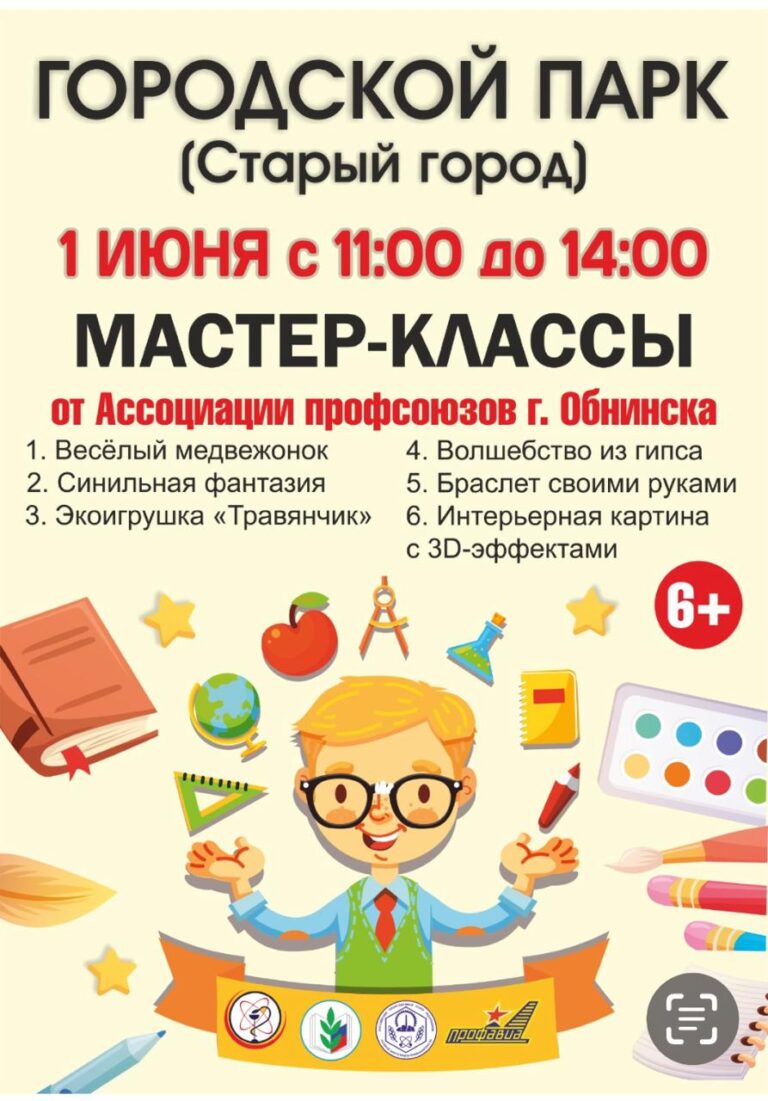 ГОРОДСКОЙ ПАРК
(Старый город)
1 ИЮНЯ с 11:00 до 14:00
МАСТЕР-КЛАССЫ
от Ассоциации профсоюзов г. Обнинска
1. Весёлый медвежонок
2. Синильная фантазия
3. Экоигрушка «Травянчик»
4. Волшебство из гипса
5. Браслет своими руками
6. Интерьерная картина
с 3D-эффектами
6+
ПРОФАВИА